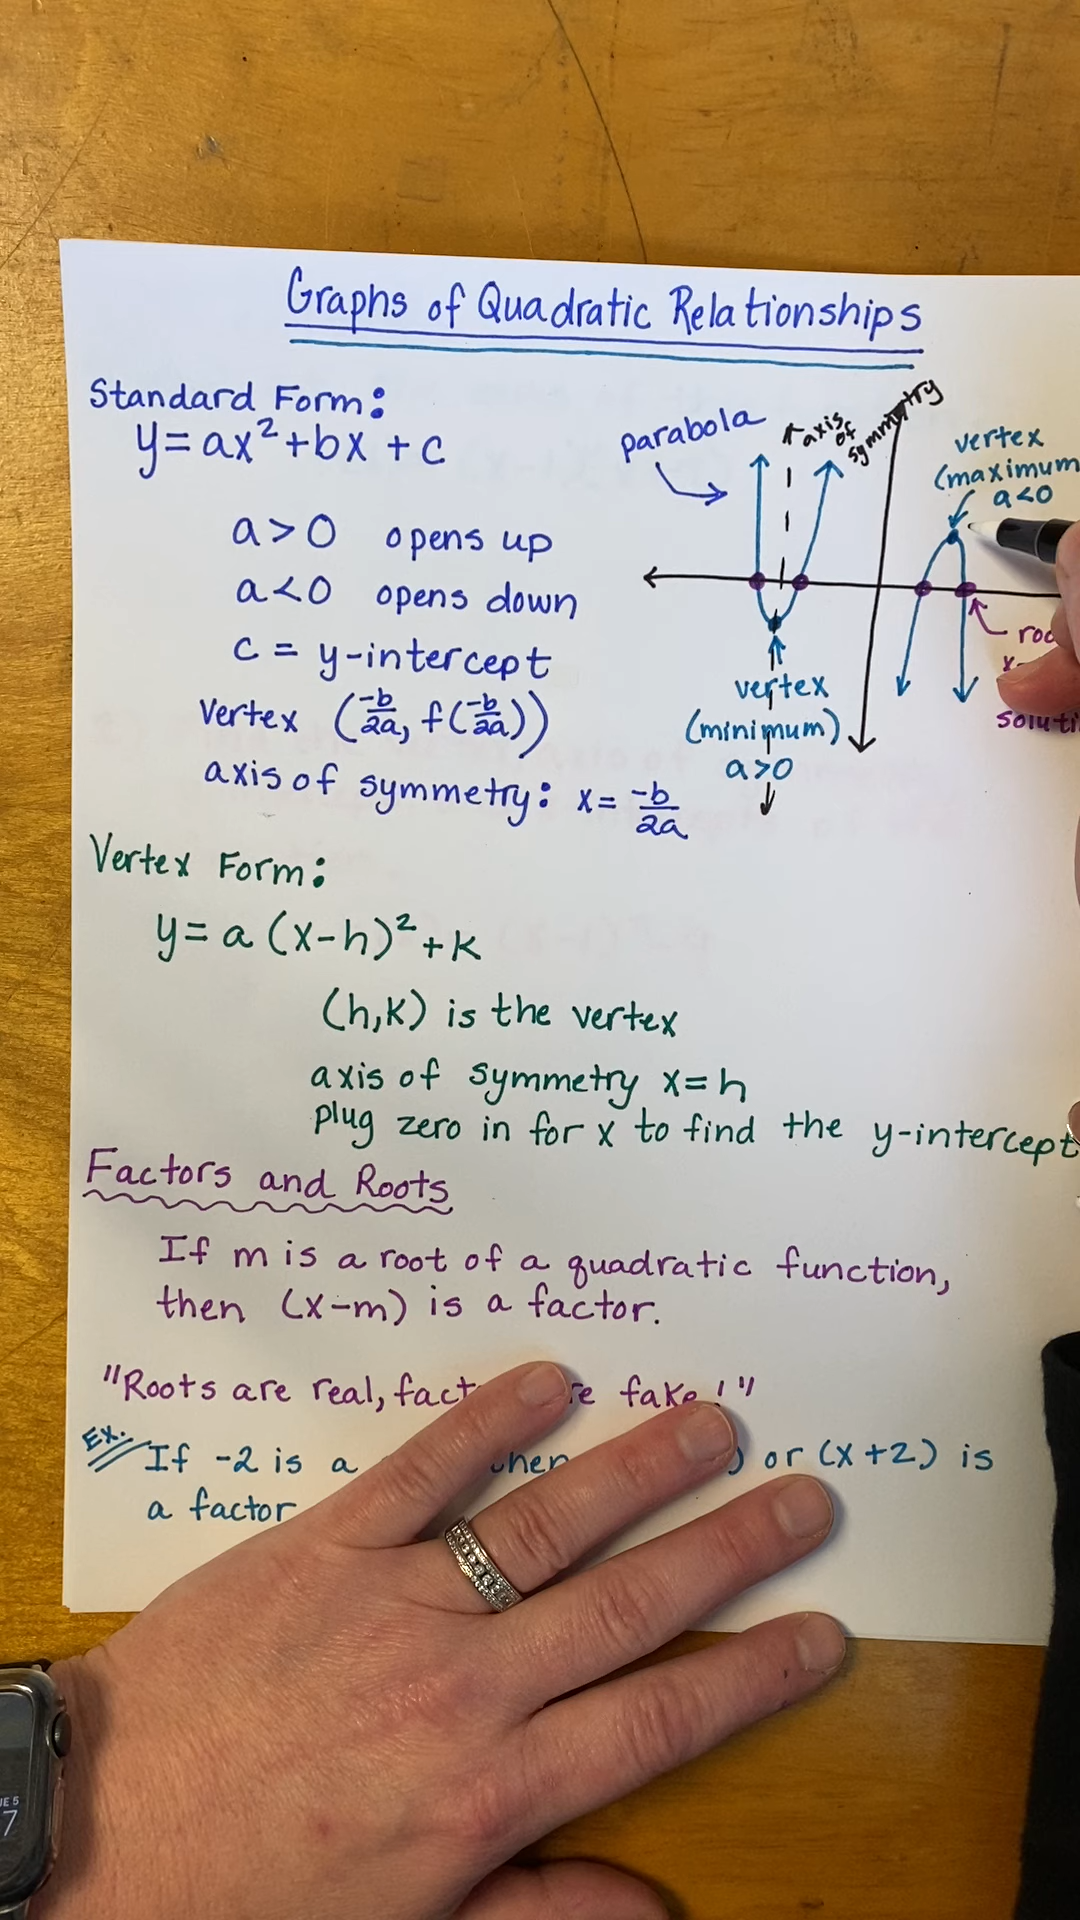 Graphs of Quadratic Relationships
Standard Form:
y = ax² + bx + c
a > 0 opens up
a < 0 opens down
c = y-intercept
Vertex (-b/2a, f(-b/2a))
axis of symmetry: x = -b/2a
parabola
axis
of
symmetry
vertex
(maximum
a < 0
vertex
(minimum)
a > 0
Vertex Form:
y = a (x-h)² + k
(h,k) is the vertex
axis of symmetry x = h
plug zero in for x to find the y-intercept
Factors and Roots
If m is a root of a quadratic function,
then (x-m) is a factor.
"Roots are real, fake!"
Ex. If -2 is a or (x+2) is
a factor
7